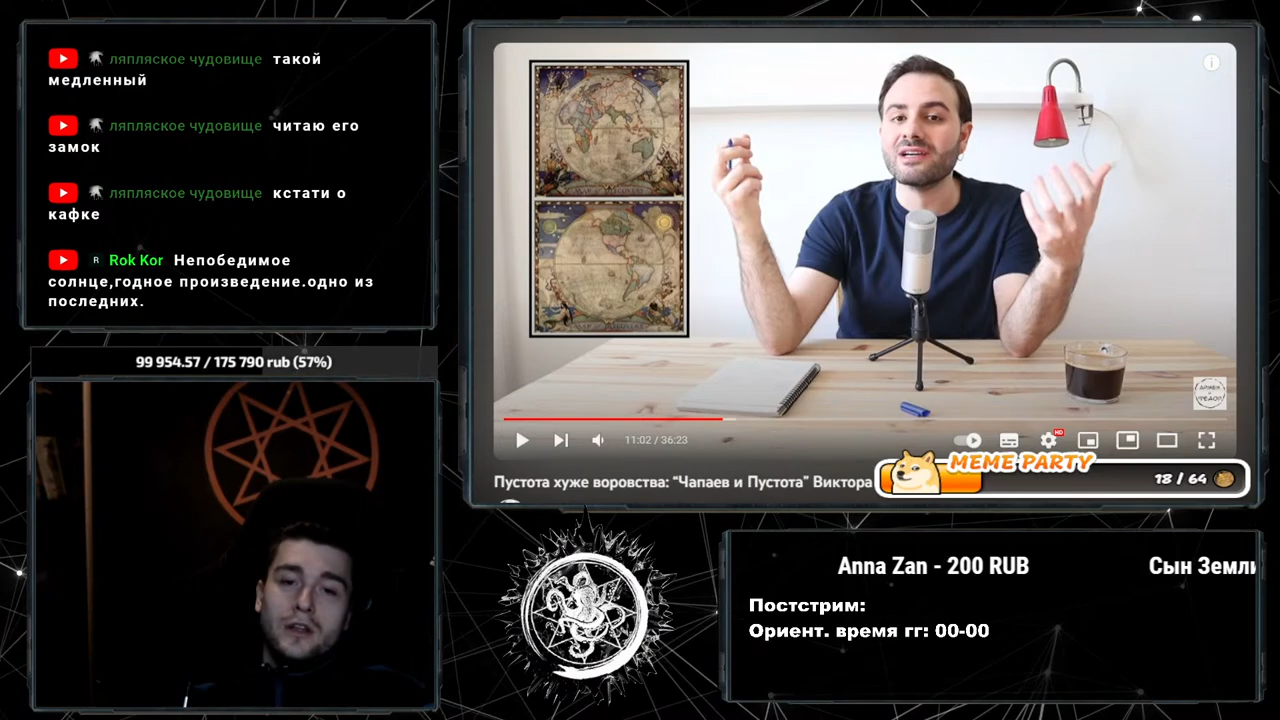 ляпляское чудовище такой
медленный
ляпляское чудовище читаю его
замок
ляпляское чудовище кстати о
кафке
R Rok Kor Непобедимое
солнце,годное произведение.одно из
последних.
99 954.57 / 175 790 rub (57%)
11:02 / 36:23
HD
Пустота хуже воровства: “Чапаев и Пустота” Виктора
MEME PARTY
18 / 64
Anna Zan - 200 RUB
Сын Земли
Постстрим:
Ориент. время гг: 00-00